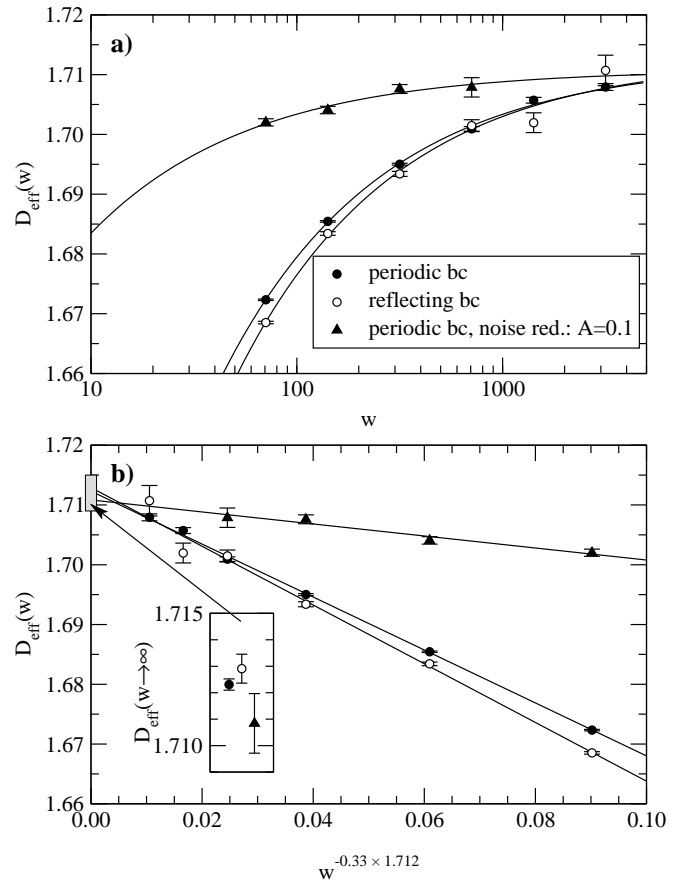 1.72
a)
1.71
1.70
1.69
1.68
1.67
1.66
D_eff(w)
periodic bc
reflecting bc
periodic bc, noise red.: A=0.1
10
100
1000
w
1.72
b)
1.71
1.70
1.69
1.68
1.67
1.66
D_eff(w)
1.715
1.710
D_eff(w→∞)
0.00
0.02
0.04
0.06
0.08
0.10
w^-0.33 × 1.712